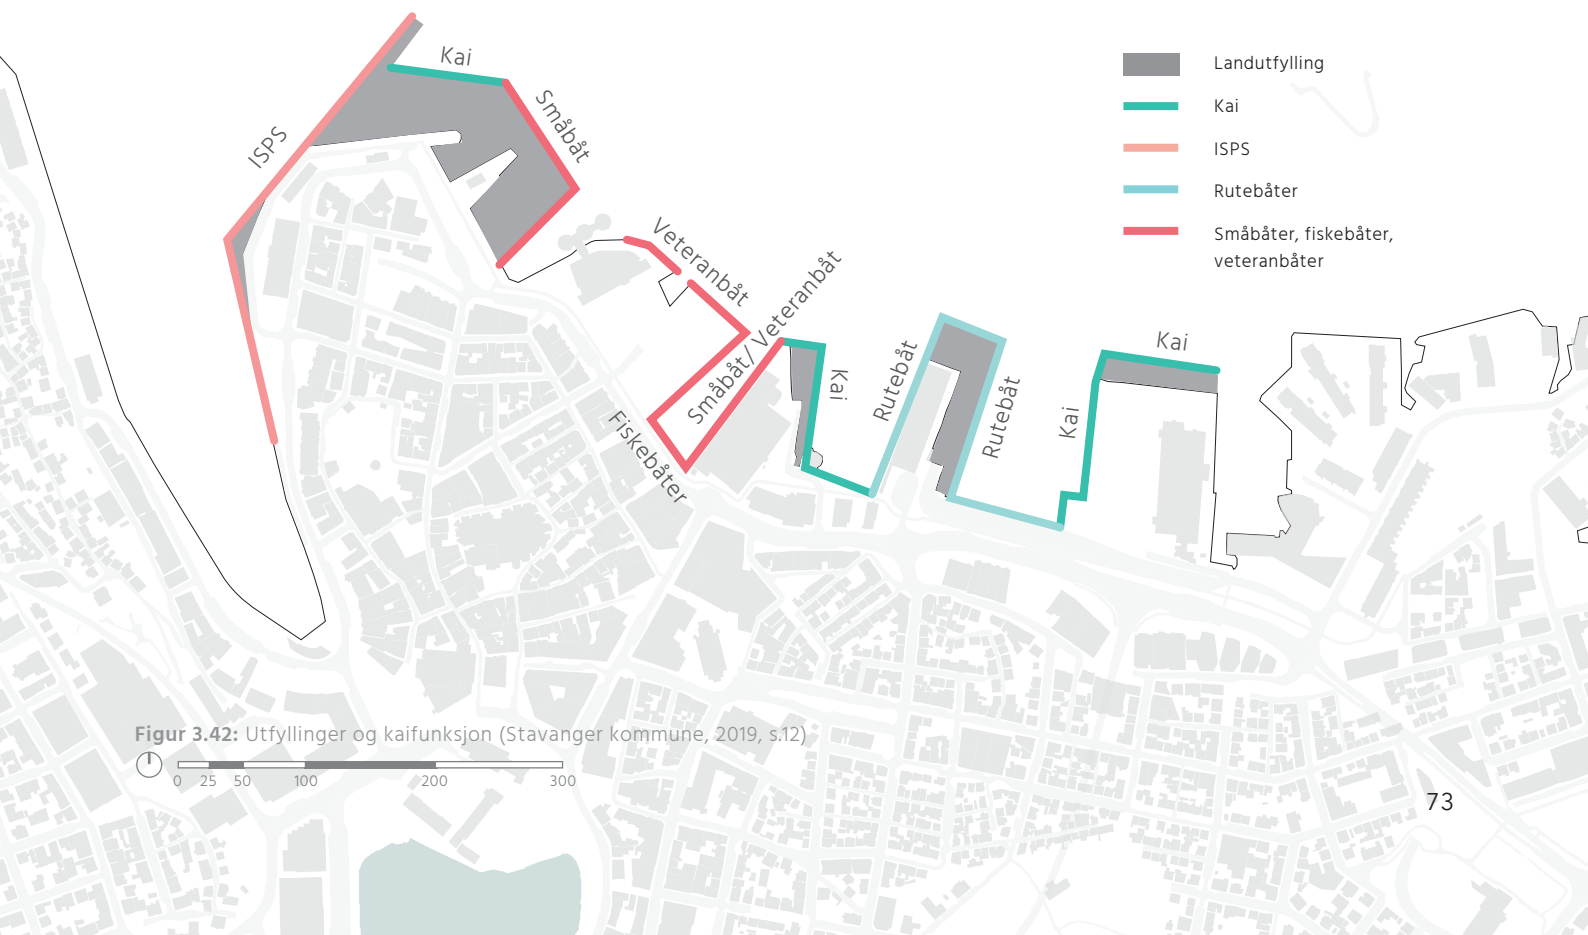 Kai
Småbåt
ISPS
Veteranbåt
Småbåt/ Veteranbåt
Fiskebåter
Kai
Rutebåt
Rutebåt
Kai
Kai
Landutfylling
Kai
ISPS
Rutebåter
Småbåter, fiskebåter,
veteranbåter
Figur 3.42: Utfyllinger og kaifunksjon (Stavanger kommune, 2019, s.12)
0 25 50 100 200 300
73